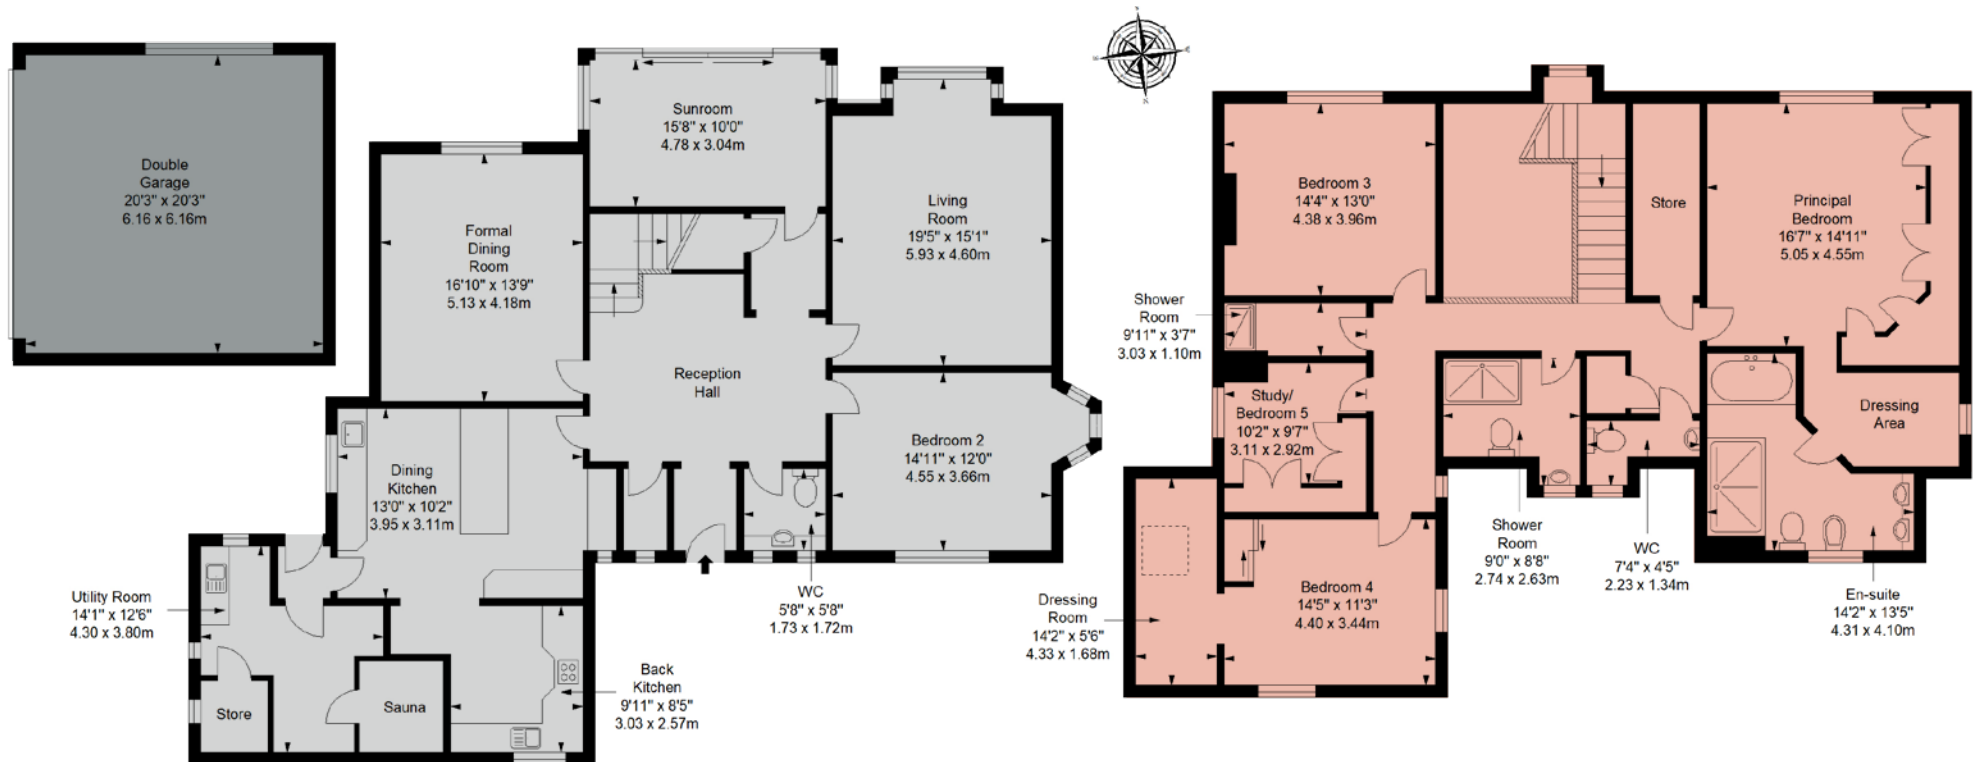 Double
Garage
20'3" x 20'3"
6.16 x 6.16m
Formal
Dining
Room
16'10" x 13'9"
5.13 x 4.18m
Sunroom
15'8" x 10'0"
4.78 x 3.04m
Living
Room
19'5" x 15'1"
5.93 x 4.60m
Reception
Hall
Bedroom 2
14'11" x 12'0"
4.55 x 3.66m
Dining
Kitchen
13'0" x 10'2"
3.95 x 3.11m
Utility Room
14'1" x 12'6"
4.30 x 3.80m
Store
Sauna
Back
Kitchen
9'11" x 8'5"
3.03 x 2.57m
WC
5'8" x 5'8"
1.73 x 1.72m
Bedroom 3
14'4" x 13'0"
4.38 x 3.96m
Store
Principal
Bedroom
16'7" x 14'11"
5.05 x 4.55m
Shower
Room
9'11" x 3'7"
3.03 x 1.10m
Study/
Bedroom 5
10'2" x 9'7"
3.11 x 2.92m
Dressing
Area
Dressing
Room
14'2" x 5'6"
4.33 x 1.68m
Bedroom 4
14'5" x 11'3"
4.40 x 3.44m
Shower
Room
9'0" x 8'8"
2.74 x 2.63m
WC
7'4" x 4'5"
2.23 x 1.34m
En-suite
14'2" x 13'5"
4.31 x 4.10m